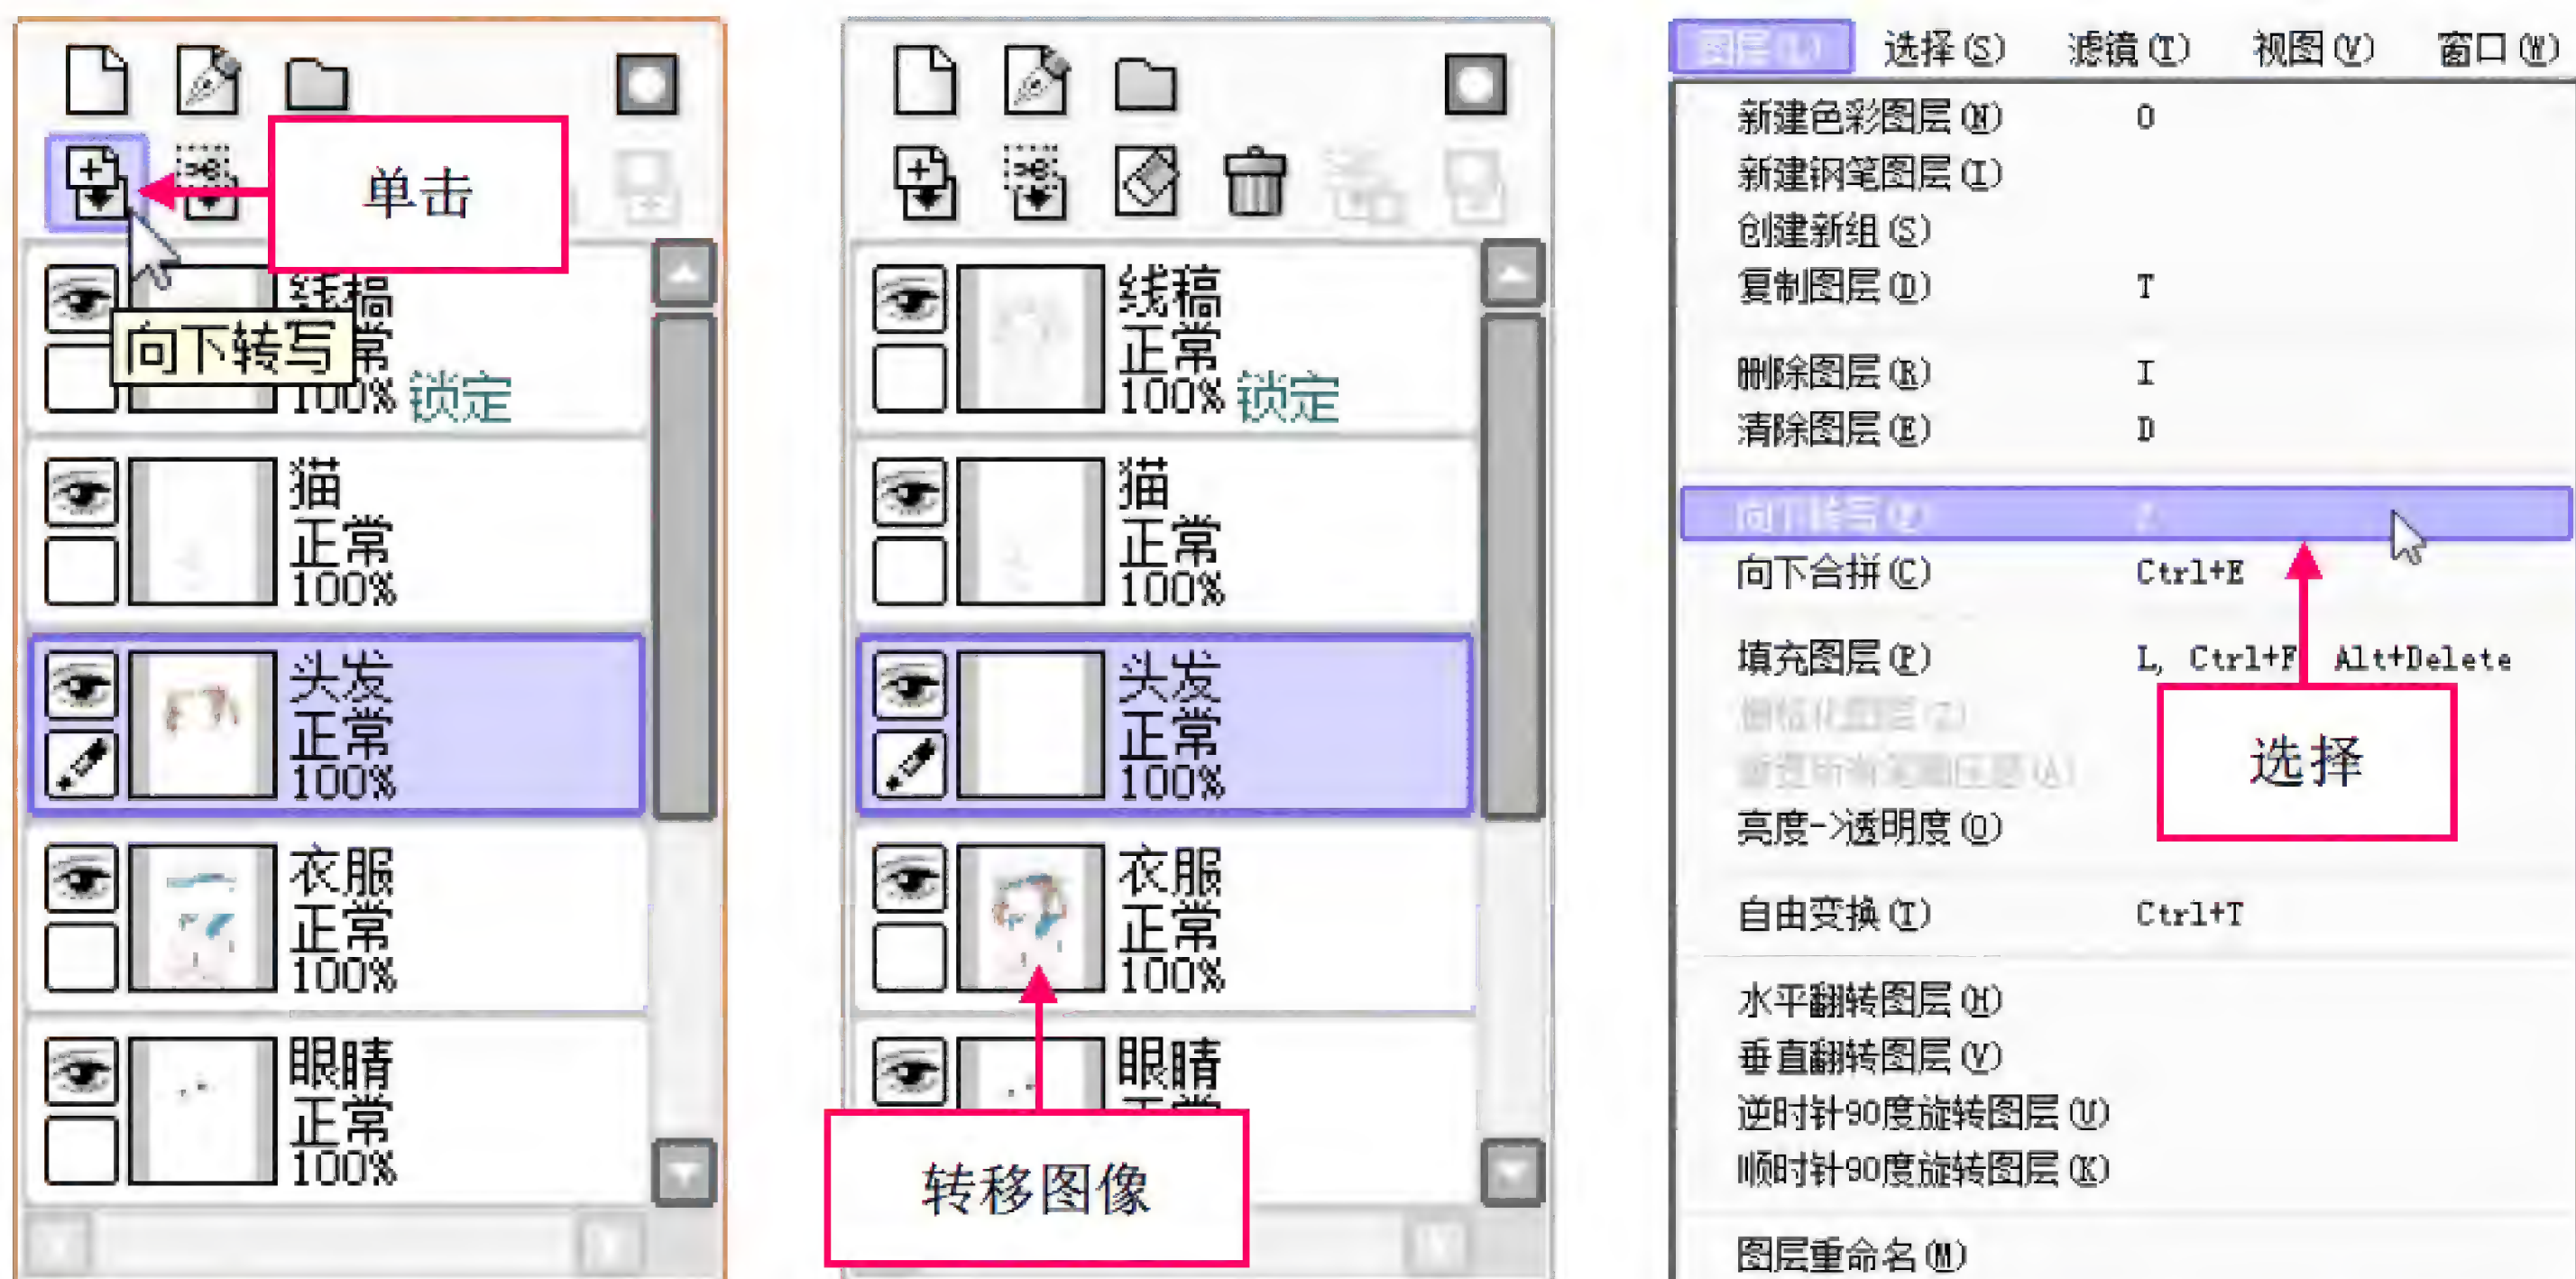 单击
向下转写
线稿
正常
100% 锁定
猫
正常
100%
头发
正常
100%
衣服
正常
100%
眼睛
正常
100%
线稿
正常
100% 锁定
猫
正常
100%
头发
正常
100%
衣服
正常
100%
眼睛
转移图像
图层(L) 选择(S) 滤镜(T) 视图(V) 窗口(W)
新建色彩图层(N) O
新建钢笔图层(I)
创建新组(S)
复制图层(D) T
删除图层(R) I
清除图层(E) D
向下转写
向下合拼(C) Ctrl+E
填充图层(P) L, Ctrl+F Alt+Delete
选择
亮度->透明度(O)
自由变换(T) Ctrl+T
水平翻转图层(H)
垂直翻转图层(V)
逆时针90度旋转图层(U)
顺时针90度旋转图层(K)
图层重命名(M)